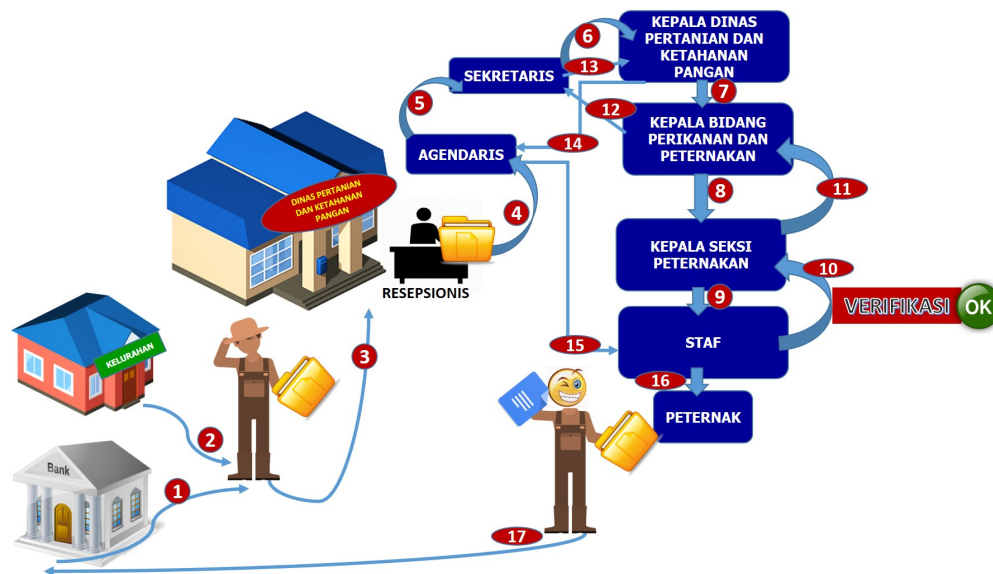 6
KEPALA DINAS
PERTANIAN DAN
KETAHANAN
PANGAN
SEKRETARIS
13
5
7
12
KEPALA BIDANG
PERIKANAN DAN
PETERNAKAN
14
AGENDARIS
DINAS PERTANIAN
DAN KETAHANAN
PANGAN
4
8
11
RESEPSIONIS
KEPALA SEKSI
PETERNAKAN
10
9
VERIFIKASI
OK
KELURAHAN
3
15
STAF
16
2
PETERNAK
Bank
1
17